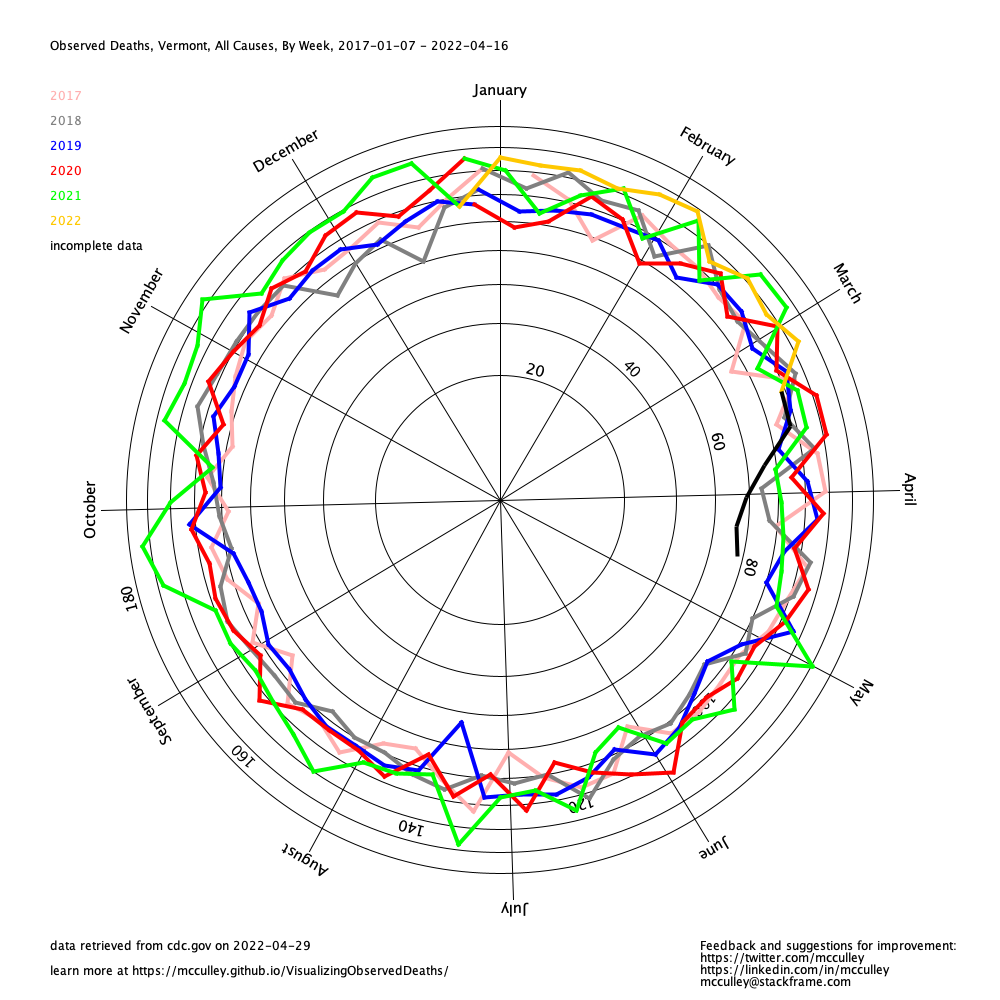 Observed Deaths, Vermont, All Causes, By Week, 2017-01-07 - 2022-04-16
2017
2018
2019
2020
2021
2022
incomplete data
January
February
March
April
May
June
July
August
September
October
November
December
20
40
60
80
120
140
160
180
data retrieved from cdc.gov on 2022-04-29
learn more at https://mcculley.github.io/VisualizingObservedDeaths/
Feedback and suggestions for improvement:
https://twitter.com/mcculley
https://linkedin.com/in/mcculley
mcculley@stackframe.com